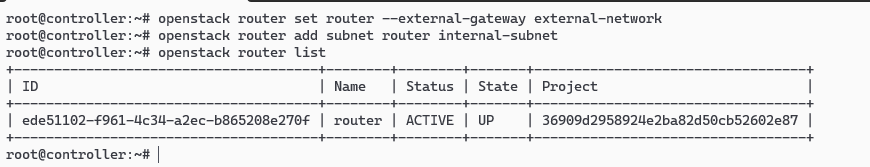 root@controller:~# openstack router set router --external-gateway external-network
root@controller:~# openstack router add subnet router internal-subnet
root@controller:~# openstack router list
+--------------------------------------+--------+--------+-------+----------------------------------+
| ID                                   | Name   | Status | State | Project                          |
+--------------------------------------+--------+--------+-------+----------------------------------+
| ede51102-f961-4c34-a2ec-b865208e270f | router | ACTIVE | UP    | 36909d2958924e2ba82d50cb52602e87 |
+--------------------------------------+--------+--------+-------+----------------------------------+
root@controller:~#